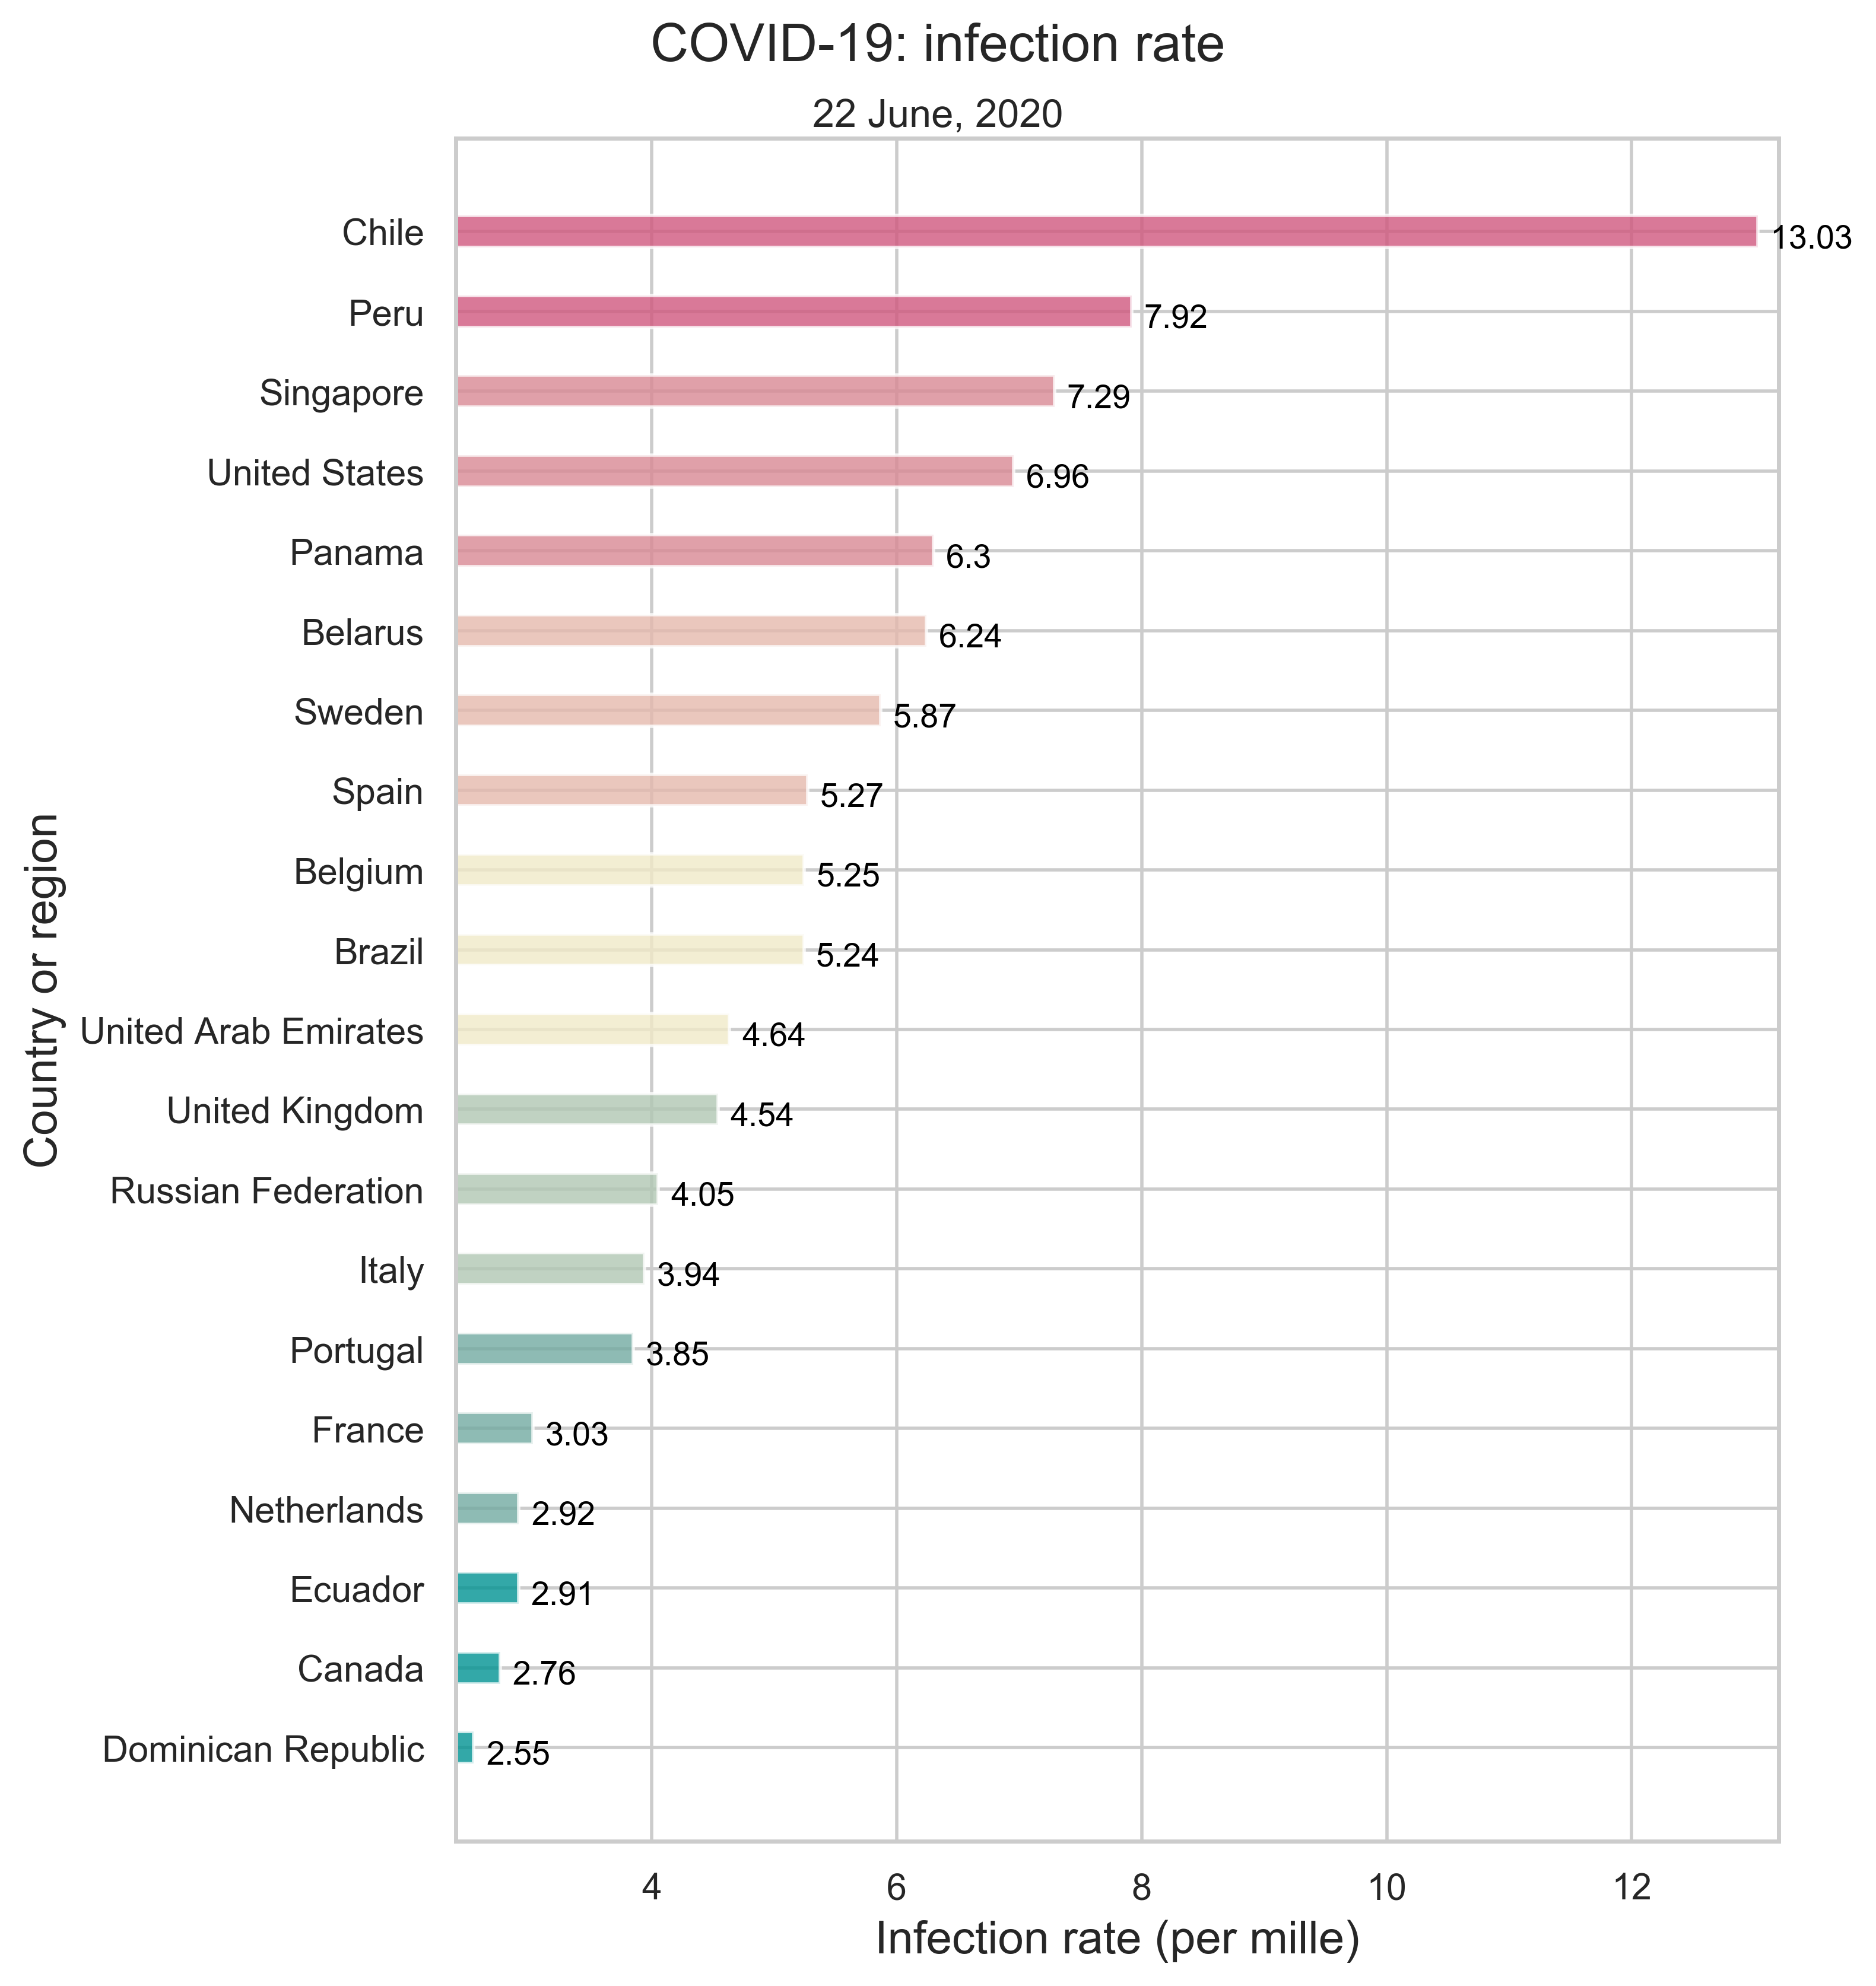 COVID-19: infection rate
22 June, 2020
Country or region
Chile 13.03
Peru 7.92
Singapore 7.29
United States 6.96
Panama 6.3
Belarus 6.24
Sweden 5.87
Spain 5.27
Belgium 5.25
Brazil 5.24
United Arab Emirates 4.64
United Kingdom 4.54
Russian Federation 4.05
Italy 3.94
Portugal 3.85
France 3.03
Netherlands 2.92
Ecuador 2.91
Canada 2.76
Dominican Republic 2.55
4 6 8 10 12
Infection rate (per mille)